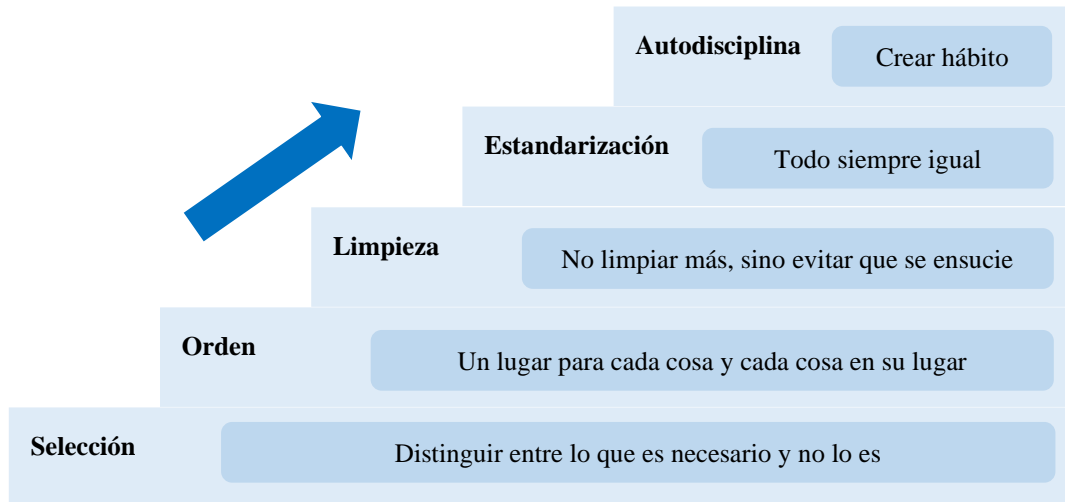 Autodisciplina
Crear hábito
Estandarización
Todo siempre igual
Limpieza
No limpiar más, sino evitar que se ensucie
Orden
Un lugar para cada cosa y cada cosa en su lugar
Selección
Distinguir entre lo que es necesario y no lo es